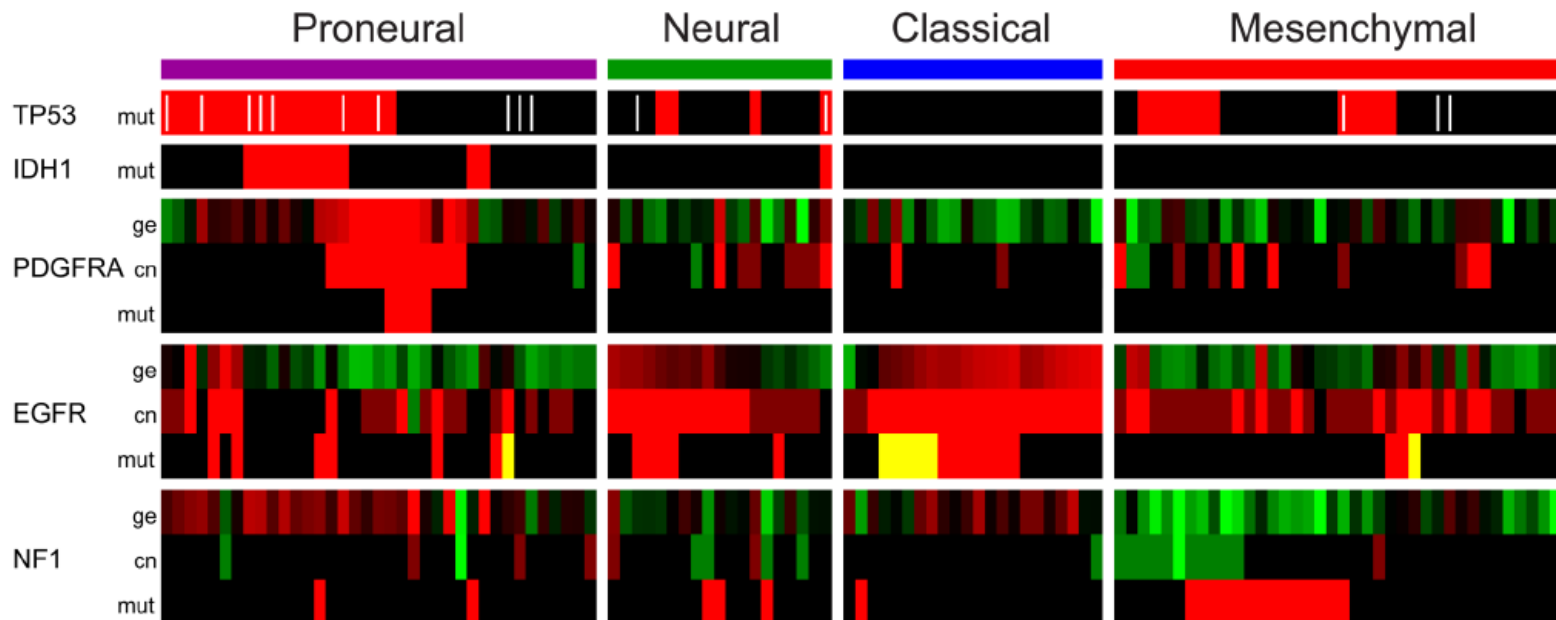 Proneural Neural Classical Mesenchymal
TP53 mut
IDH1 mut
ge
PDGFRA cn
mut
ge
EGFR cn
mut
ge
NF1 cn
mut